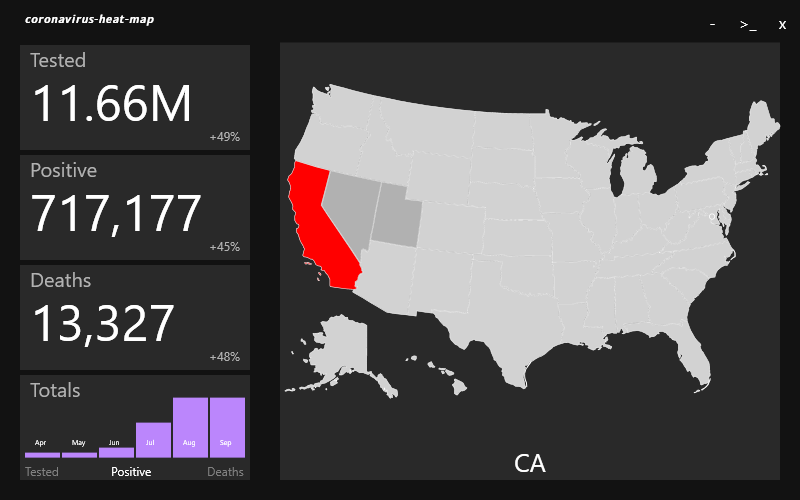 coronavirus-heat-map
- >_ x
Tested
11.66M
+49%
Positive
717,177
+45%
Deaths
13,327
+48%
Totals
Apr May Jun Jul Aug Sep
Tested Positive Deaths
CA